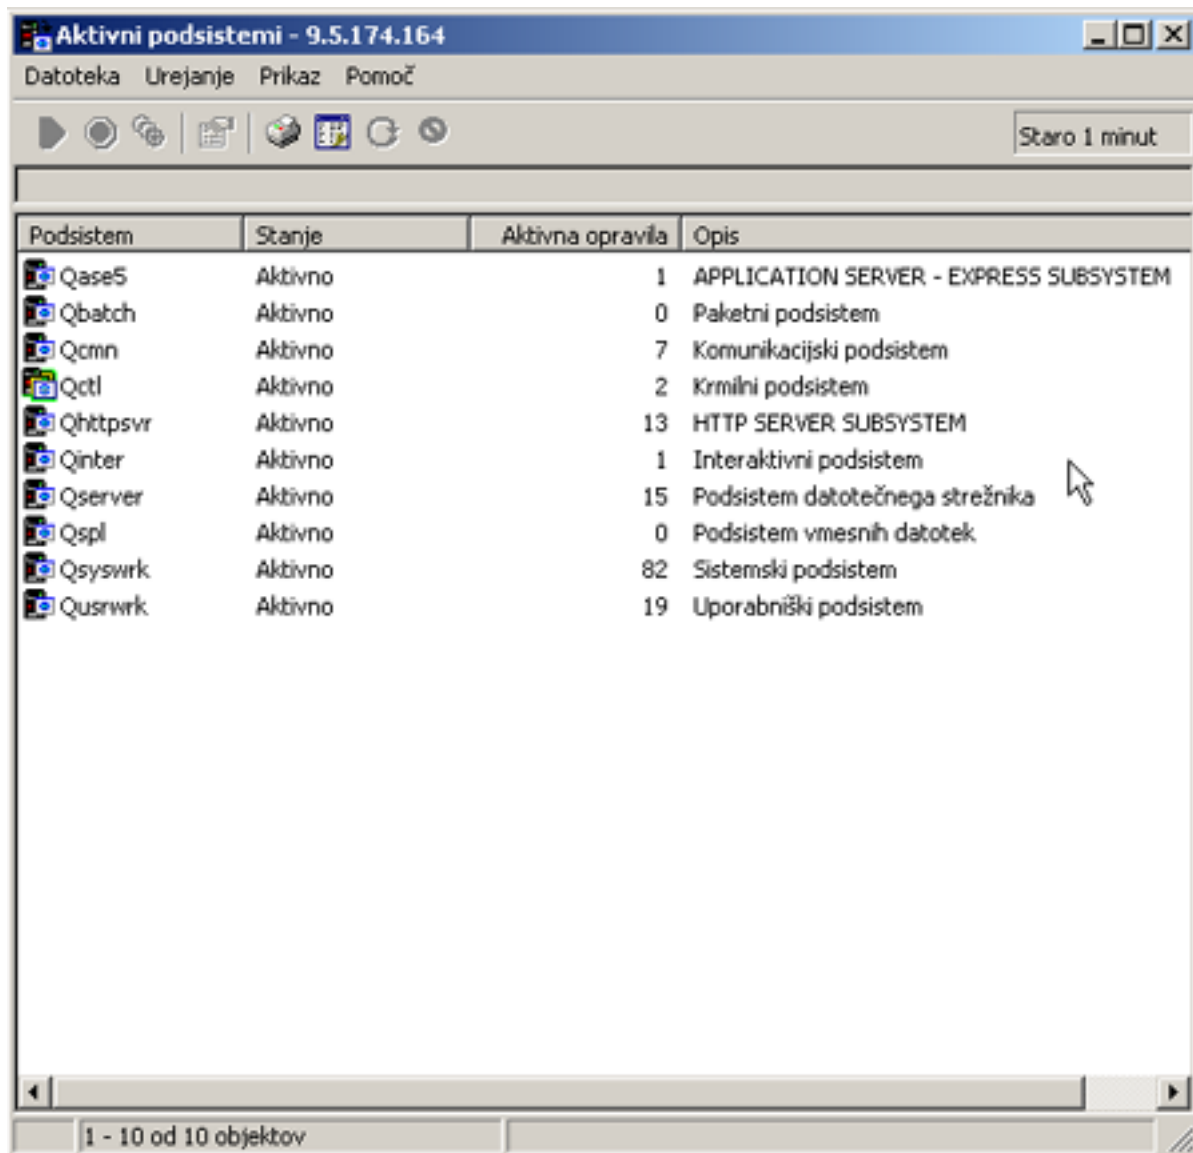 Aktivni podsistemi - 9.5.174.164
Datoteka Urejanje Prikaz Pomoč
Staro 1 minut
Podsistem Stanje Aktivna opravila Opis
Qase5 Aktivno 1 APPLICATION SERVER - EXPRESS SUBSYSTEM
Qbatch Aktivno 0 Paketni podsistem
Qcmn Aktivno 7 Komunikacijski podsistem
Qctl Aktivno 2 Krmilni podsistem
Qhttpsvr Aktivno 13 HTTP SERVER SUBSYSTEM
Qinter Aktivno 1 Interaktivni podsistem
Qserver Aktivno 15 Podsistem datotečnega strežnika
Qspl Aktivno 0 Podsistem vmesnih datotek
Qsyswrk Aktivno 82 Sistemski podsistem
Qusrwrk Aktivno 19 Uporabniški podsistem
1 - 10 od 10 objektov